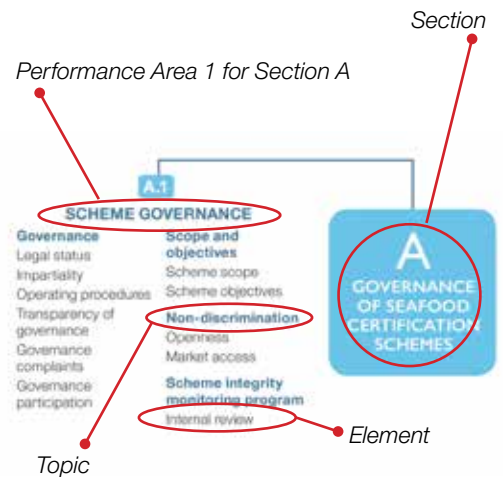 Section
Performance Area 1 for Section A
A.1
SCHEME GOVERNANCE
Governance
Legal status
Impartiality
Operating procedures
Transparency of
governance
Governance
complaints
Governance
participation
Scope and
objectives
Scheme scope
Scheme objectives
Non-discrimination
Openness
Market access
Scheme integrity
monitoring program
Internal review
A
GOVERNANCE
OF SEAFOOD
CERTIFICATION
SCHEMES
Element
Topic